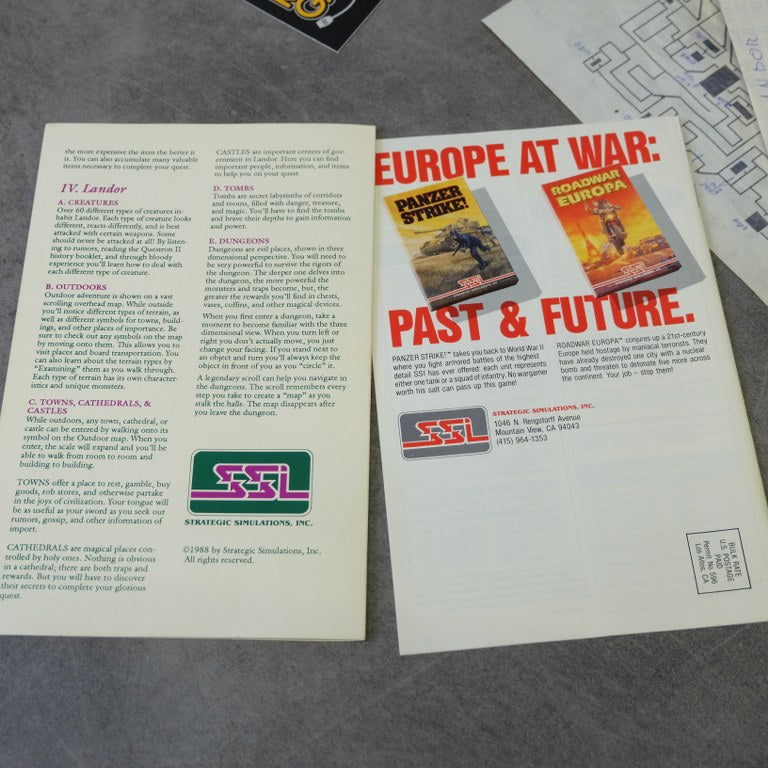 the more expensive the item the better it
is. You can also accumulate many valuable
items necessary to complete your quest.
IV. Landor
A. CREATURES
Over 60 different types of creatures in-
habit Landor. Each type of creature looks
different, reacts differently, and is best
attacked with certain weapons. Some
should never be attacked at all! By listen-
ing to rumors, reading the Questron II
history booklet, and through bloody
experience you'll learn how to deal with
each different type of creature.
B. OUTDOORS
Outdoor adventure is shown on a vast
scrolling overhead map. While outside
you'll notice different types of terrain, as
well as different symbols for towns, build-
ings, and other places of importance. Be
sure to check out any symbols on the map
by moving onto them. This allows you to
visit places and board transportation. You
can also learn about the terrain types by
"Examining" them as you walk through.
Each type of terrain has its own character-
istics and unique monsters.
C. TOWNS, CATHEDRALS, &
CASTLES
While outdoors, any town, cathedral, or
castle can be entered by walking onto its
symbol on the Outdoor map. When you
enter, the scale will expand and you'll be
able to walk from room to room and
building to building.
TOWNS offer a place to rest, gamble, buy
goods, rob stores, and otherwise partake
in the joys of civilization. Your tongue will
be as useful as your sword as you seek out
rumors, gossip, and other information of
import.
CATHEDRALS are magical places con-
trolled by holy ones. Nothing is obvious
in a cathedral; there are both traps and
rewards. But you will have to discover
their secrets to complete your glorious
quest.
CASTLES are important centers of gov-
ernment in Landor. Here you can find
important people, information, and items
to help you on your quest.
D. TOMBS
Tombs are secret labyrinths of corridors
and rooms, filled with danger, treasure,
and magic. You'll have to find the tombs
and brave their depths to gain information
and power.
E. DUNGEONS
Dungeons are evil places, shown in three
dimensional perspective. You will need to
be very powerful to survive the rigors of
the dungeon. The deeper one delves into
the dungeon, the more powerful the
monsters and traps become, but, the
greater the rewards you'll find in chests,
vases, coffins, and other magical devices.
When you first enter a dungeon, take a
moment to become familiar with the three
dimensional view. When you turn left or
right you don't actually move, you just
change your facing. If you stand next to
an object and turn you'll always keep the
object in front of you as you "circle" it.
A legendary scroll can help you navigate in
the dungeons. The scroll remembers every
step you take to create a "map" as you
stalk the halls. The map disappears after
you leave the dungeon.
SSI
STRATEGIC SIMULATIONS, INC.
©1988 by Strategic Simulations, Inc.
All rights reserved.
EUROPE AT WAR:
PANZER
STRIKE!
SSI
ROADWAR
EUROPA
SSI
PAST & FUTURE.
PANZER STRIKE!™ takes you back to World War II
where you fight armored battles of the highest
detail SSI has ever offered: each unit represents
either one tank or a squad of infantry. No wargamer
worth his salt can pass up this game!
ROADWAR EUROPA™ conjures up a 21st-century
Europe held hostage by maniacal terrorists. They
have already destroyed one city with a nuclear
bomb and threaten to detonate five more across
the continent. Your job – stop them!
SSI
STRATEGIC SIMULATIONS, INC.
1046 N. Rengstorff Avenue
Mountain View, CA 94043
(415) 964-1353
BULK RATE
U.S. POSTAGE
PAID
Permit No. 596
Los Altos, CA